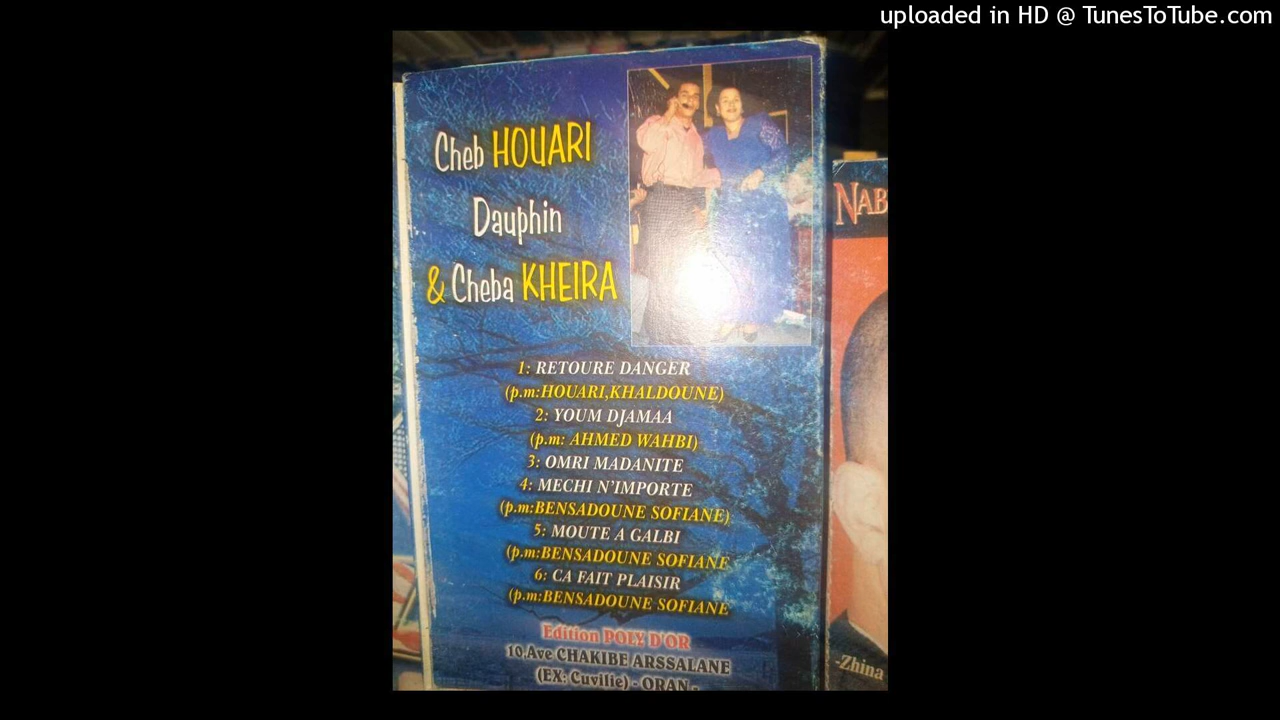 uploaded in HD @ TunesToTube.com
Cheb HOUARI
Dauphin
& Cheba KHEIRA
1: RETOURE DANGER
(p.m:HOUARI,KHALDOUNE)
2: YOUM DJAMAA
(p.m: AHMED WAHBI)
3: OMRI MADANITE
4: MECHI N'IMPORTE
(p.m:BENSADOUNE SOFIANE)
5: MOUTE A GALBI
(p.m:BENSADOUNE SOFIANE
6: CA FAIT PLAISIR
(p.m:BENSADOUNE SOFIANE
Edition POLY D'OR
10,Ave CHAKIBE ARSSALANE
(EX: Cuvilie) - ORAN -
NAB
-Zhina